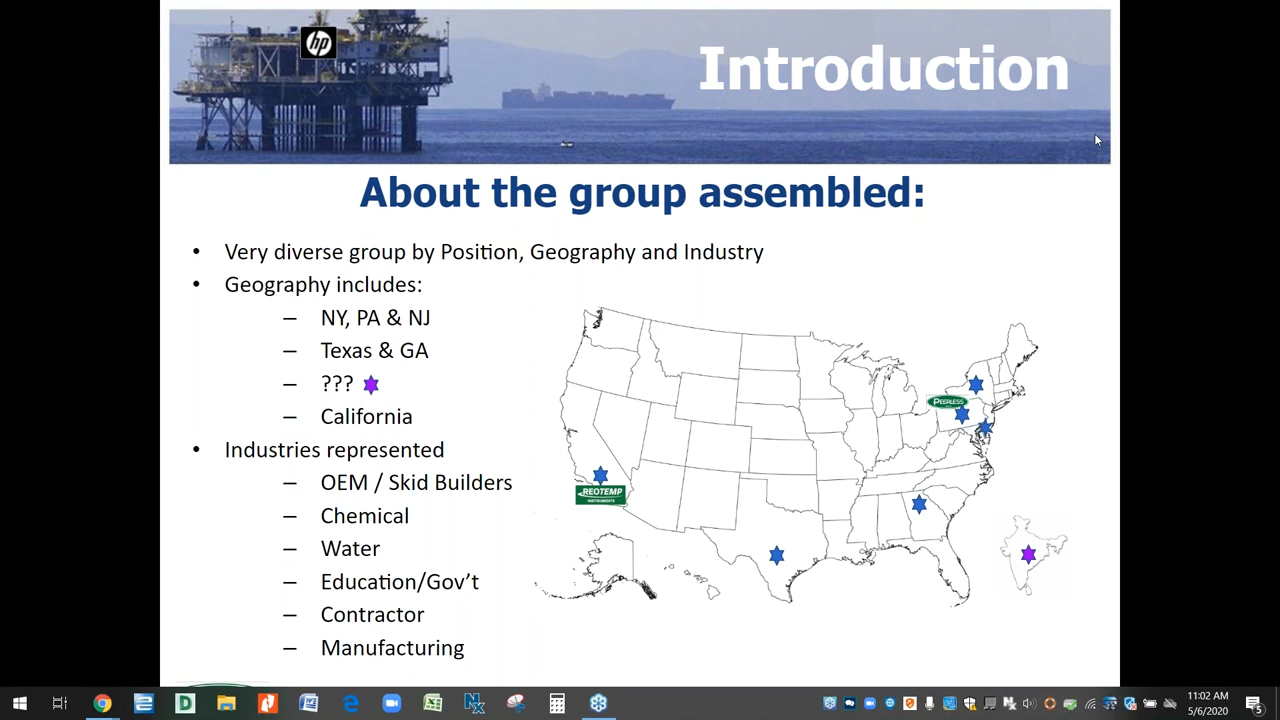 hp
Introduction
About the group assembled:
• Very diverse group by Position, Geography and Industry
• Geography includes:
– NY, PA & NJ
– Texas & GA
– ???
– California
• Industries represented
– OEM / Skid Builders
– Chemical
– Water
– Education/Gov't
– Contractor
– Manufacturing
PEERLESS
REOTEMP
INSTRUMENTS
11:02 AM
5/6/2020
5